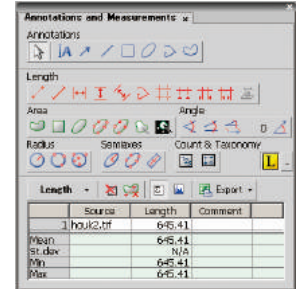 Annotations and Measurements
Annotations
Length
Area Angle
Radius Semiaxes Count & Taxonomy
L
Length Export
Source Length Comment
1 houk2.tif 645.41
Mean 645.41
St.dev N/A
Min 645.41
Max 645.41